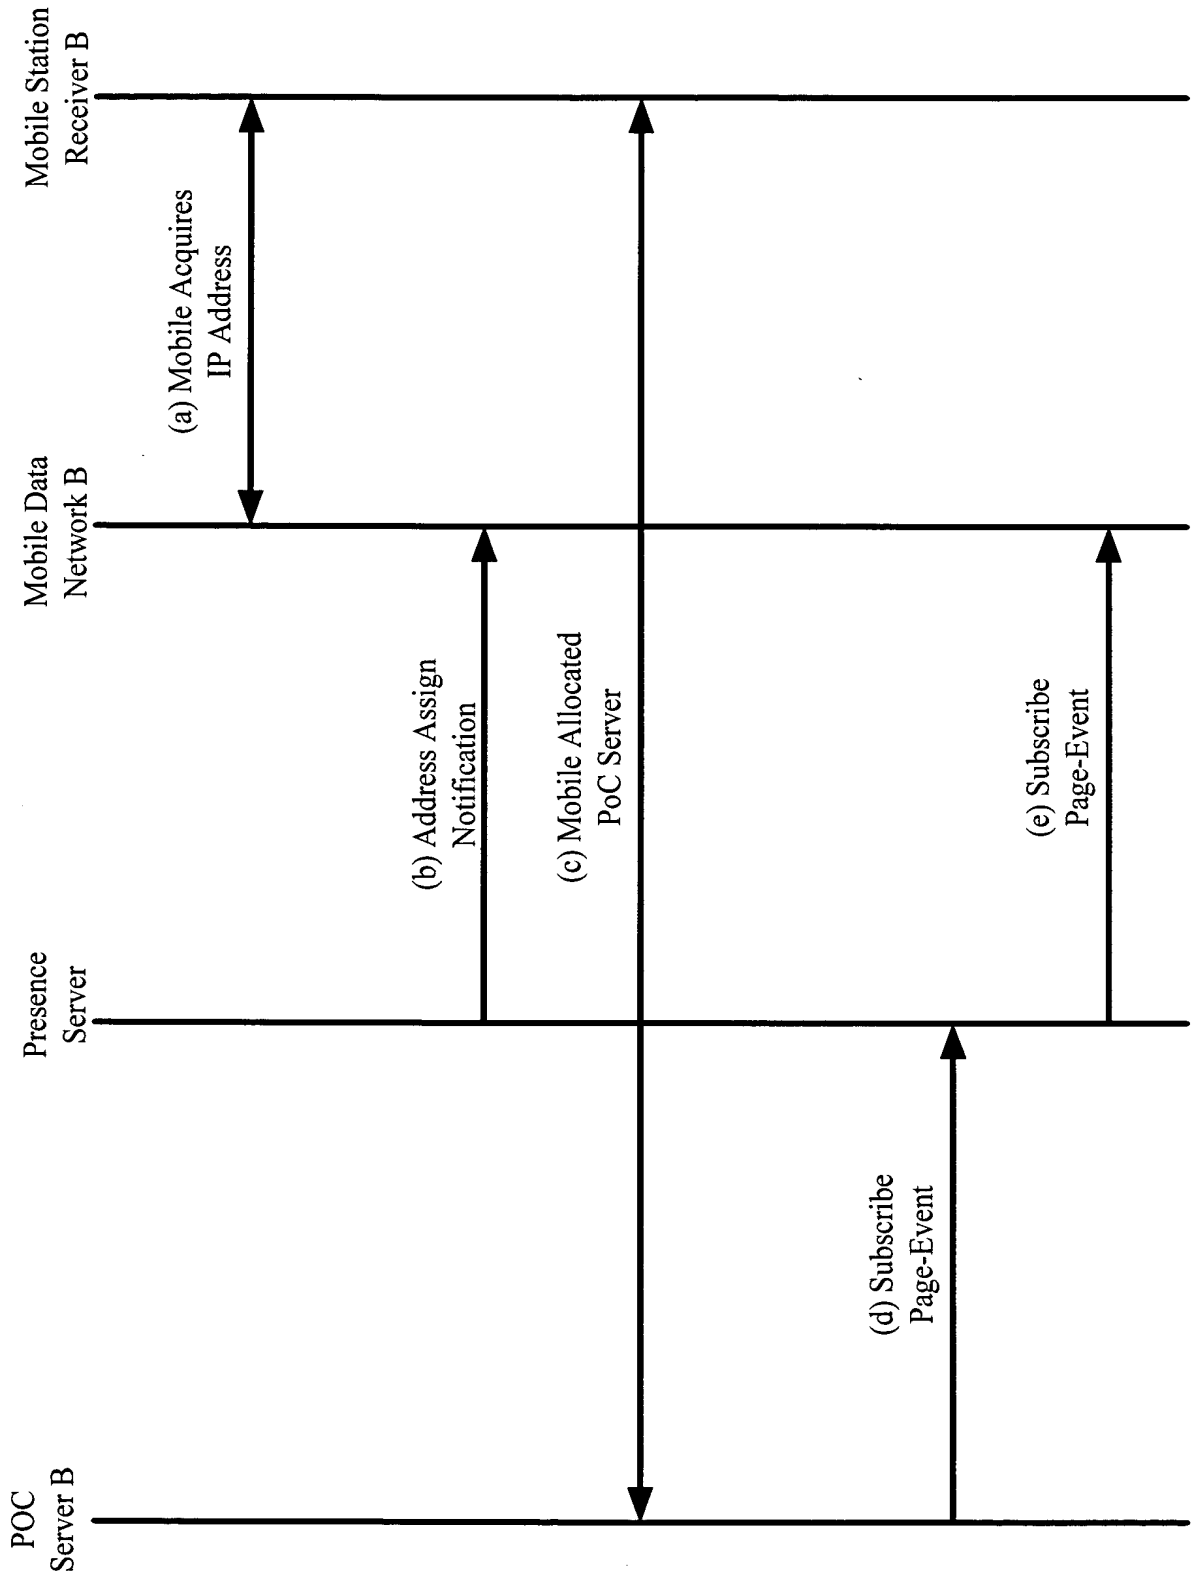 POC
Server B
Presence
Server
Mobile Data
Network B
Mobile Station
Receiver B
(a) Mobile Acquires
IP Address
(b) Address Assign
Notification
(c) Mobile Allocated
PoC Server
(d) Subscribe
Page-Event
(e) Subscribe
Page-Event